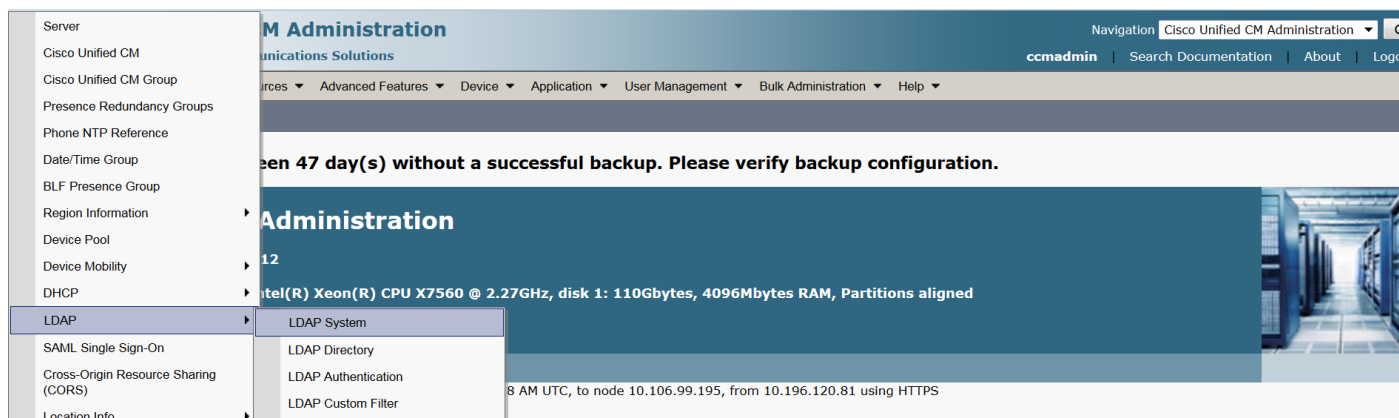 Server
Cisco Unified CM
Cisco Unified CM Group
Presence Redundancy Groups
Phone NTP Reference
Date/Time Group
BLF Presence Group
Region Information
Device Pool
Device Mobility
DHCP
LDAP
SAML Single Sign-On
Cross-Origin Resource Sharing
(CORS)
Location Info
LDAP System
LDAP Directory
LDAP Authentication
LDAP Custom Filter
M Administration
unications Solutions
Navigation Cisco Unified CM Administration
ccmadmin | Search Documentation | About | Logo
urces Advanced Features Device Application User Management Bulk Administration Help
een 47 day(s) without a successful backup. Please verify backup configuration.
Administration
12
ntel(R) Xeon(R) CPU X7560 @ 2.27GHz, disk 1: 110Gbytes, 4096Mbytes RAM, Partitions aligned
8 AM UTC, to node 10.106.99.195, from 10.196.120.81 using HTTPS